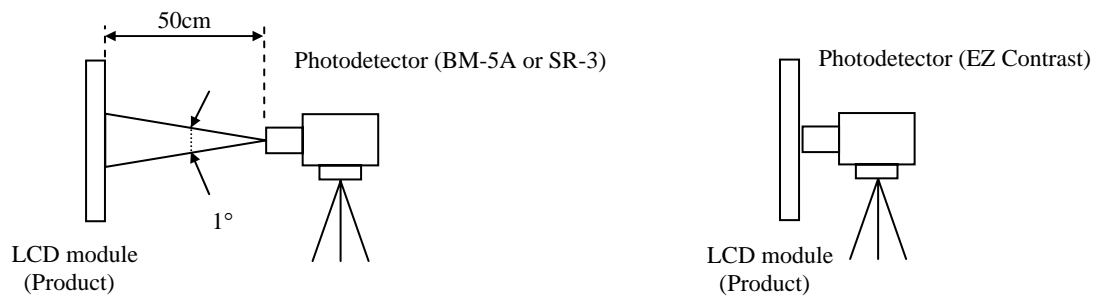 50cm
Photodetector (BM-5A or SR-3)
1°
LCD module
(Product)
Photodetector (EZ Contrast)
LCD module
(Product)